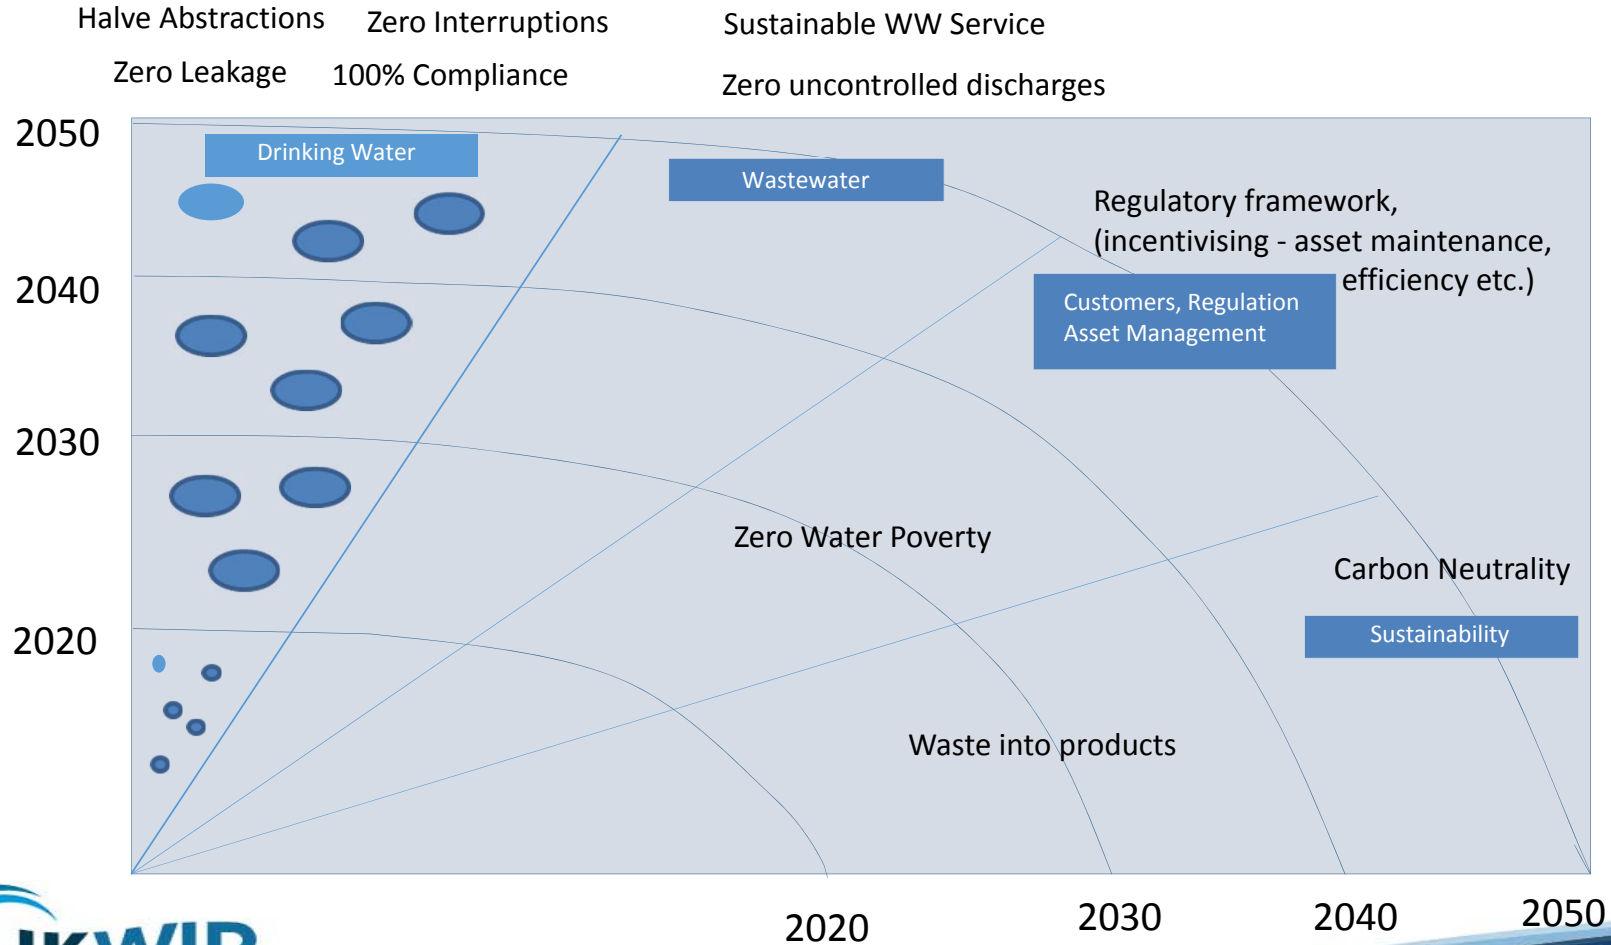 Halve Abstractions
Zero Interruptions
Sustainable WW Service
Zero Leakage
100% Compliance
Zero uncontrolled discharges
2050
Drinking Water
Wastewater
Regulatory framework,
(incentivising - asset maintenance,
efficiency etc.)
2040
Customers, Regulation
Asset Management
2030
Zero Water Poverty
Carbon Neutrality
2020
Sustainability
Waste into products
2020
2030
2040
2050